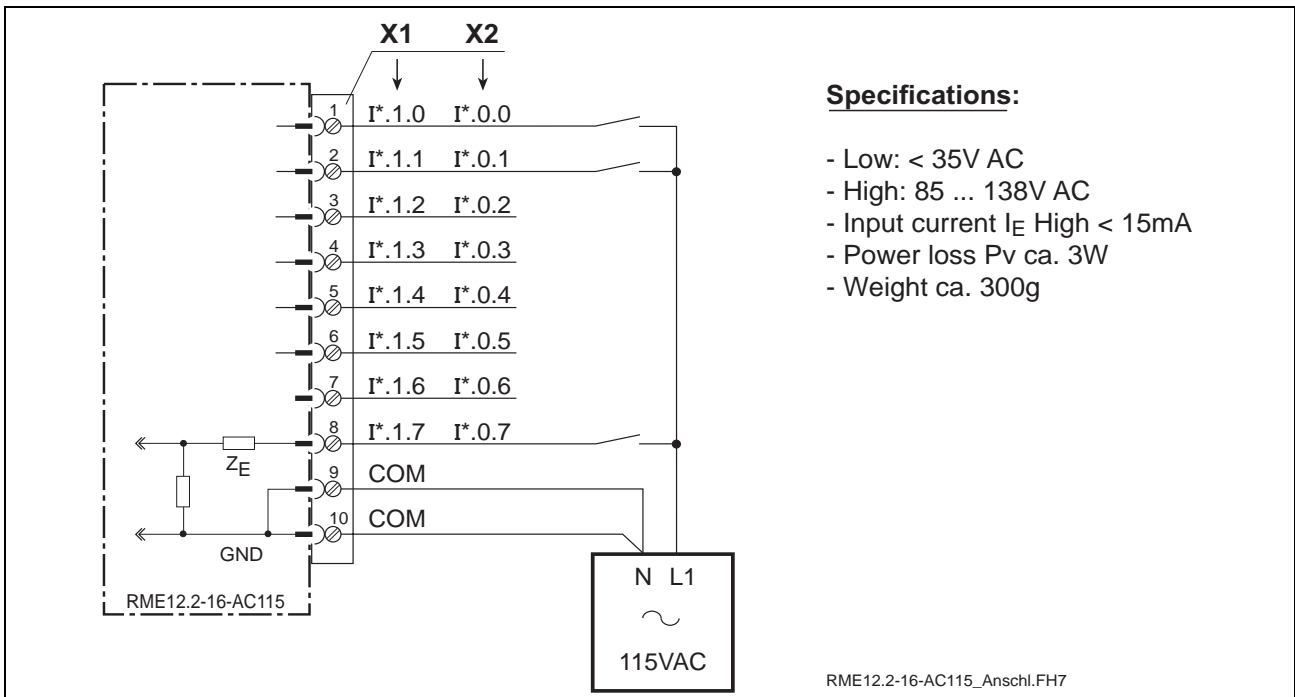 X1 X2
1 I*.1.0 I*.0.0
2 I*.1.1 I*.0.1
3 I*.1.2 I*.0.2
4 I*.1.3 I*.0.3
5 I*.1.4 I*.0.4
6 I*.1.5 I*.0.5
7 I*.1.6 I*.0.6
8 I*.1.7 I*.0.7
ZE
9 COM
10 COM
GND
RME12.2-16-AC115
N L1
115VAC
Specifications:
- Low: < 35V AC
- High: 85 ... 138V AC
- Input current IE High < 15mA
- Power loss Pv ca. 3W
- Weight ca. 300g
RME12.2-16-AC115_Anschl.FH7